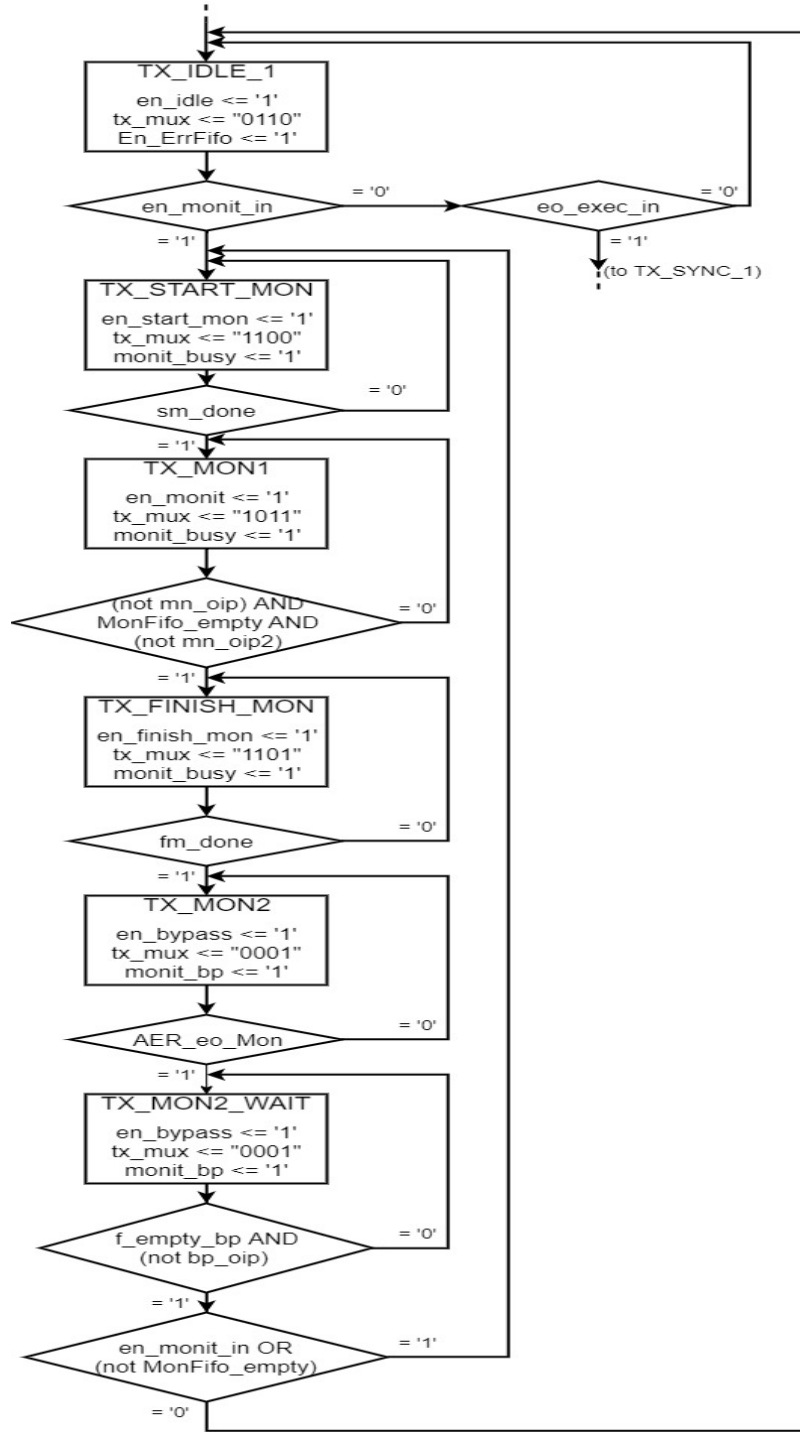 TX_IDLE_1
en_idle <= '1'
tx_mux <= "0110"
En_ErrFifo <= '1'
en_monit_in
= '0'
eo_exec_in
= '0'
= '1'
= '1'
(to TX_SYNC_1)
TX_START_MON
en_start_mon <= '1'
tx_mux <= "1100"
monit_busy <= '1'
sm_done
= '0'
= '1'
TX_MON1
en_monit <= '1'
tx_mux <= "1011"
monit_busy <= '1'
(not mn_oip) AND
MonFifo_empty AND
(not mn_oip2)
= '0'
= '1'
TX_FINISH_MON
en_finish_mon <= '1'
tx_mux <= "1101"
monit_busy <= '1'
fm_done
= '0'
= '1'
TX_MON2
en_bypass <= '1'
tx_mux <= "0001"
monit_bp <= '1'
AER_eo_Mon
= '0'
= '1'
TX_MON2_WAIT
en_bypass <= '1'
tx_mux <= "0001"
monit_bp <= '1'
f_empty_bp AND
(not bp_oip)
= '0'
= '1'
en_monit_in OR
(not MonFifo_empty)
= '1'
= '0'